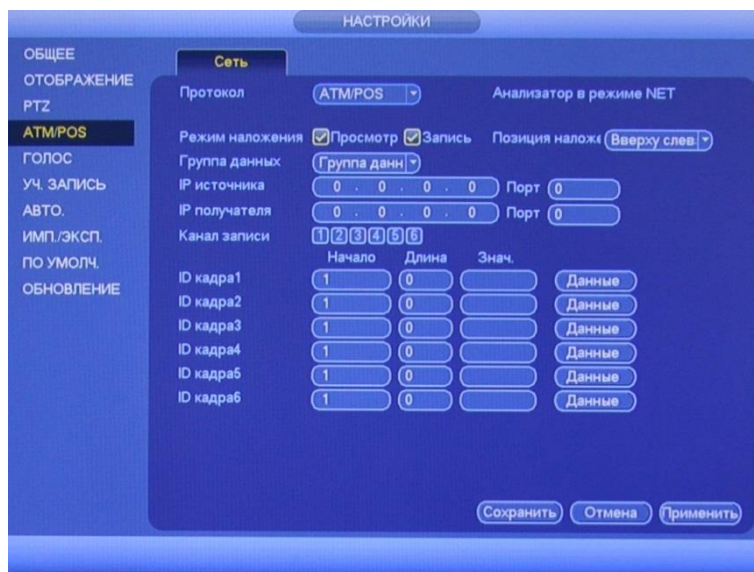 НАСТРОЙКИ
ОБЩЕЕ
ОТОБРАЖЕНИЕ
PTZ
ATM/POS
ГОЛОС
УЧ. ЗАПИСЬ
АВТО.
ИМП./ЭКСП.
ПО УМОЛЧ.
ОБНОВЛЕНИЕ
Сеть
Протокол ATM/POS Анализатор в режиме NET
Режим наложения Просмотр Запись Позиция наложе Вверху слев
Группа данных Группа данн
IP источника 0 . 0 . 0 . 0 Порт 0
IP получателя 0 . 0 . 0 . 0 Порт 0
Канал записи 1 2 3 4 5 6
Начало Длина Знач.
ID кадра1 1 0 Данные
ID кадра2 1 0 Данные
ID кадра3 1 0 Данные
ID кадра4 1 0 Данные
ID кадра5 1 0 Данные
ID кадра6 1 0 Данные
Сохранить Отмена Применить